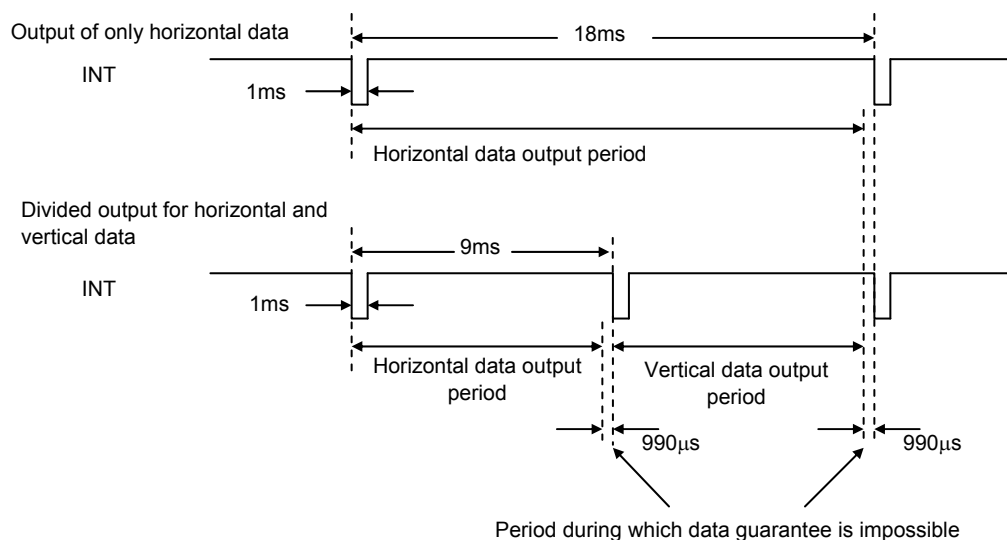 Output of only horizontal data
18ms
INT
1ms
Horizontal data output period
Divided output for horizontal and
vertical data
9ms
INT
1ms
Horizontal data output
period
Vertical data output
period
990µs
990µs
Period during which data guarantee is impossible